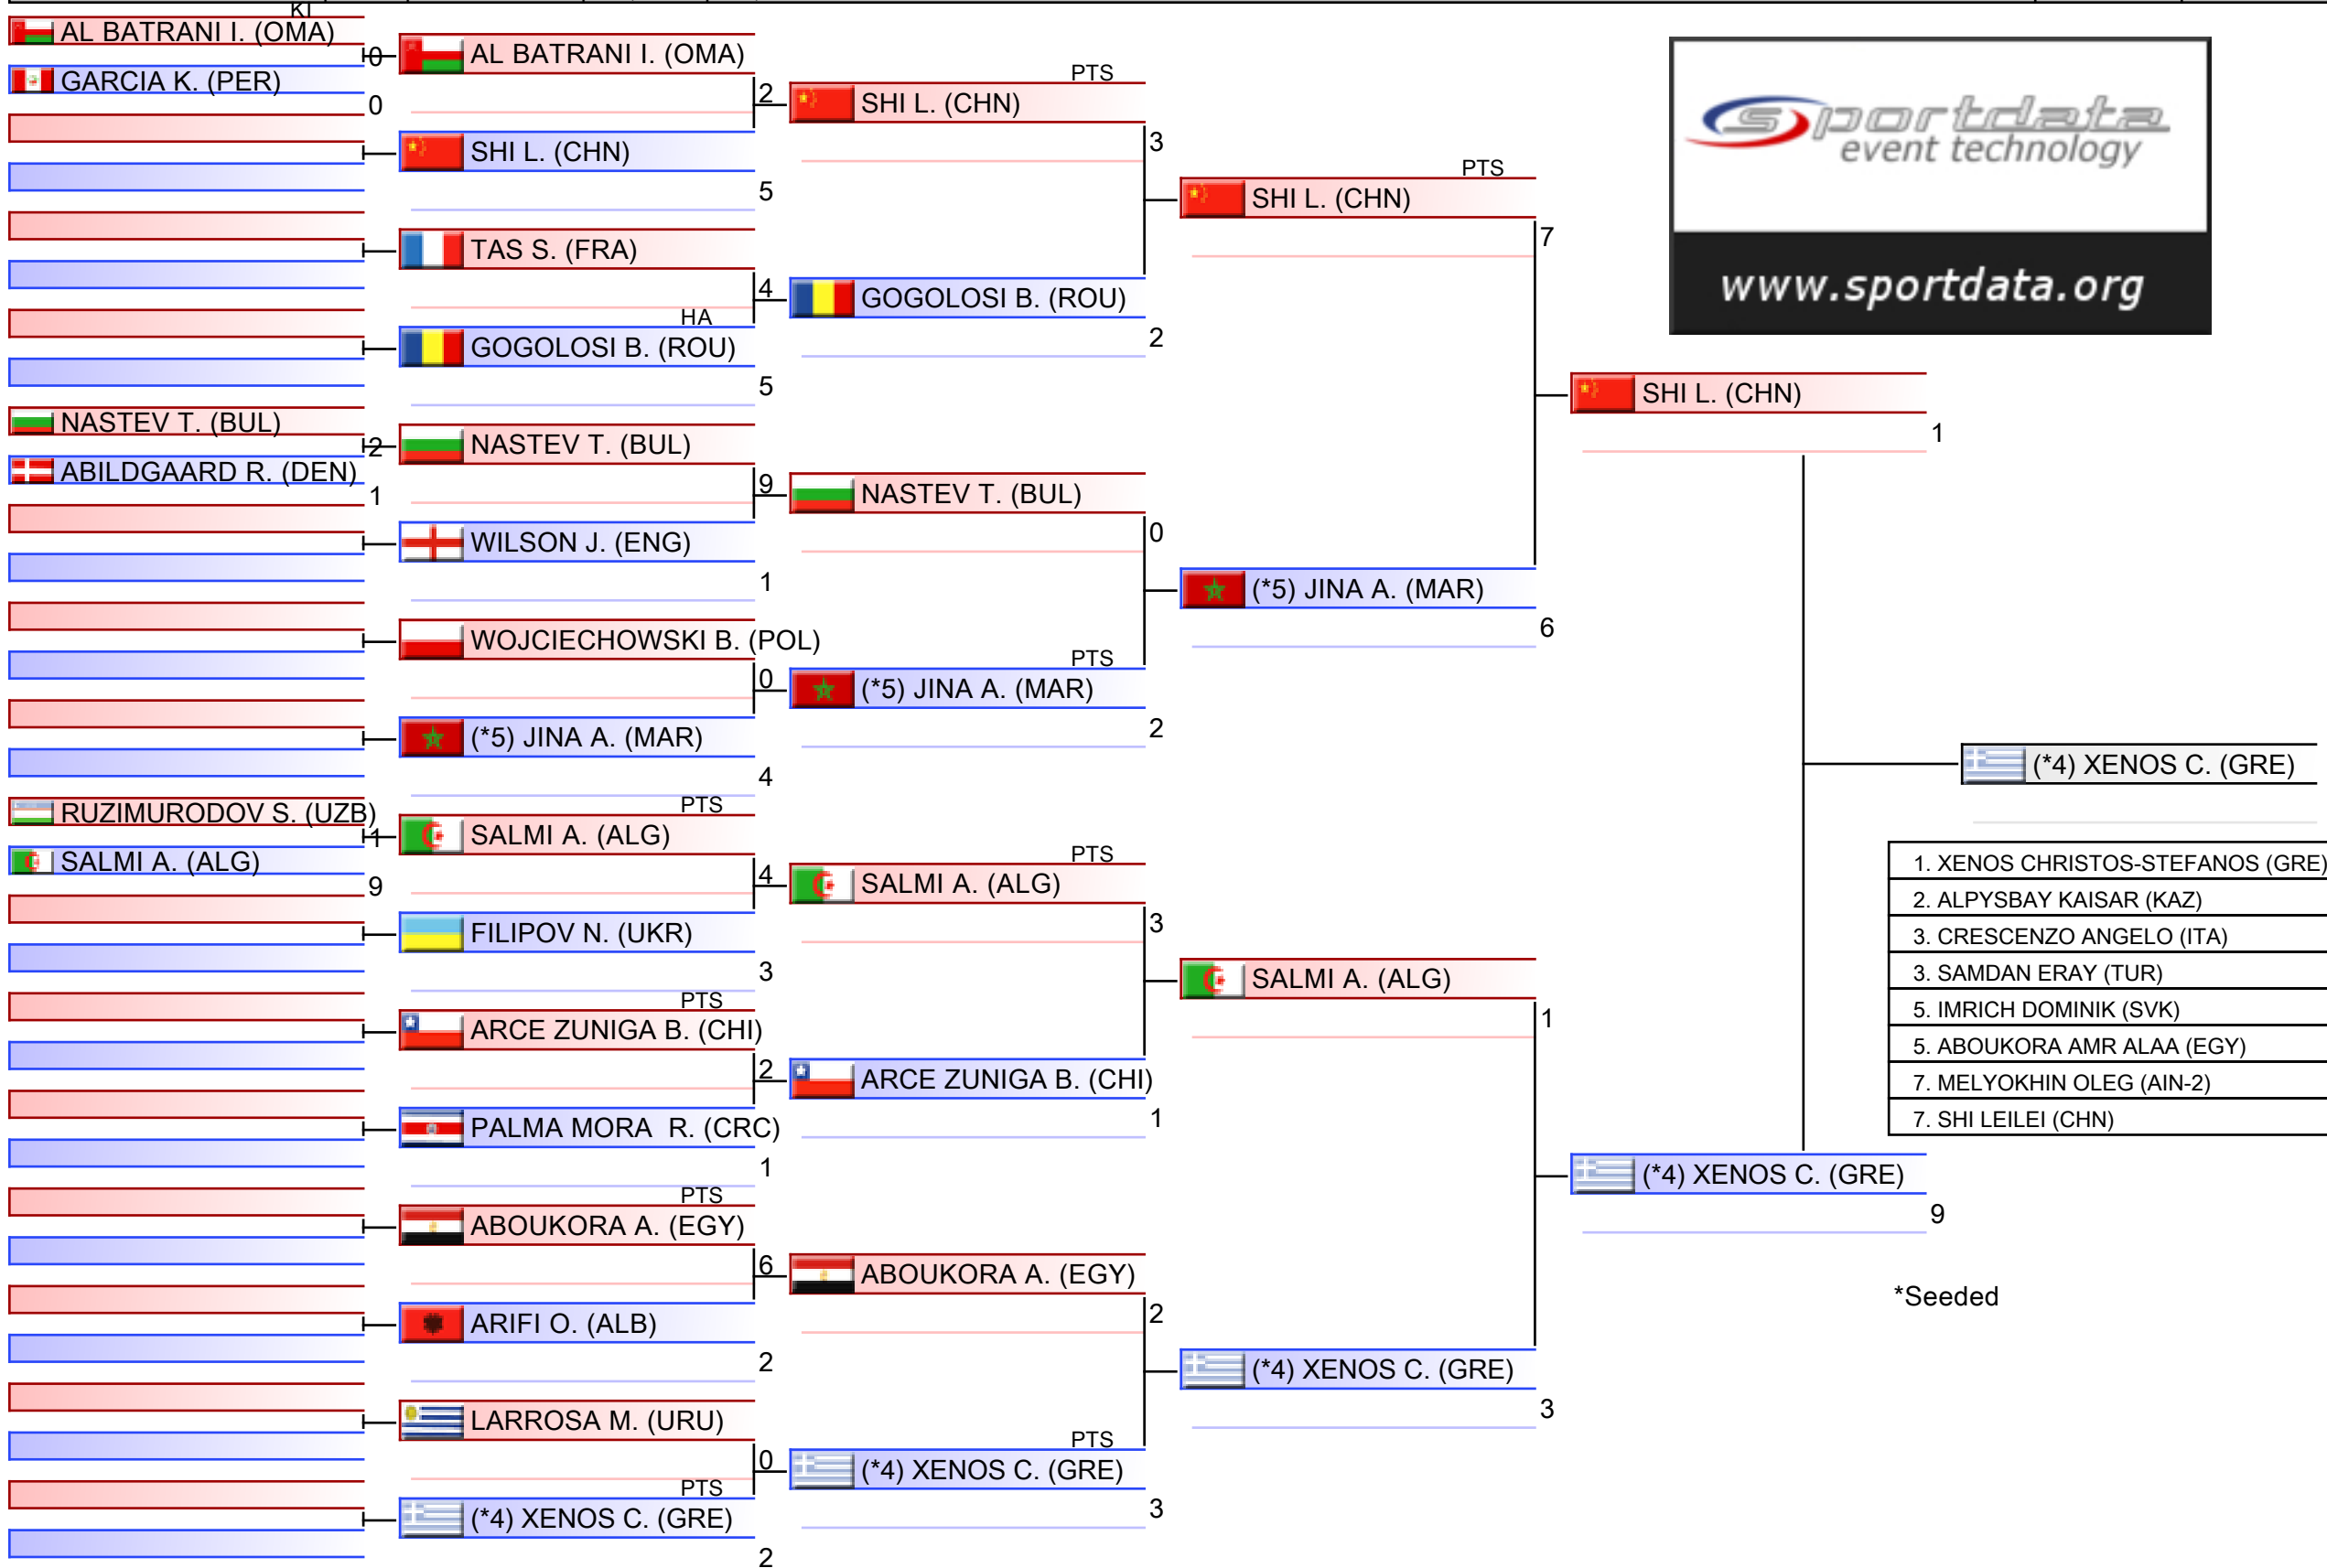 KI
AL BATRANI I. (OMA)
0
GARCIA K. (PER)
0
NASTEV T. (BUL)
2
ABILDGAARD R. (DEN)
1
RUZIMURODOV S. (UZB)
1
SALMI A. (ALG)
9
AL BATRANI I. (OMA)
2
SHI L. (CHN)
5
TAS S. (FRA)
4
HA
GOGOLOSI B. (ROU)
5
NASTEV T. (BUL)
9
WILSON J. (ENG)
1
WOJCIECHOWSKI B. (POL)
0
(*5) JINA A. (MAR)
4
PTS
SALMI A. (ALG)
4
FILIPOV N. (UKR)
3
PTS
ARCE ZUNIGA B. (CHI)
2
PALMA MORA  R. (CRC)
1
PTS
ABOUKORA A. (EGY)
6
ARIFI O. (ALB)
2
LARROSA M. (URU)
0
PTS
(*4) XENOS C. (GRE)
2
PTS
SHI L. (CHN)
3
GOGOLOSI B. (ROU)
2
NASTEV T. (BUL)
0
PTS
(*5) JINA A. (MAR)
2
PTS
SALMI A. (ALG)
3
ARCE ZUNIGA B. (CHI)
1
ABOUKORA A. (EGY)
2
PTS
(*4) XENOS C. (GRE)
3
PTS
SHI L. (CHN)
7
(*5) JINA A. (MAR)
6
SALMI A. (ALG)
1
(*4) XENOS C. (GRE)
3
SHI L. (CHN)
1
(*4) XENOS C. (GRE)
9
(*4) XENOS C. (GRE)
sportdata
event technology
www.sportdata.org
1. XENOS CHRISTOS-STEFANOS (GRE)
2. ALPYSBAY KAISAR (KAZ)
3. CRESCENZO ANGELO (ITA)
3. SAMDAN ERAY (TUR)
5. IMRICH DOMINIK (SVK)
5. ABOUKORA AMR ALAA (EGY)
7. MELYOKHIN OLEG (AIN-2)
7. SHI LEILEI (CHN)
*Seeded